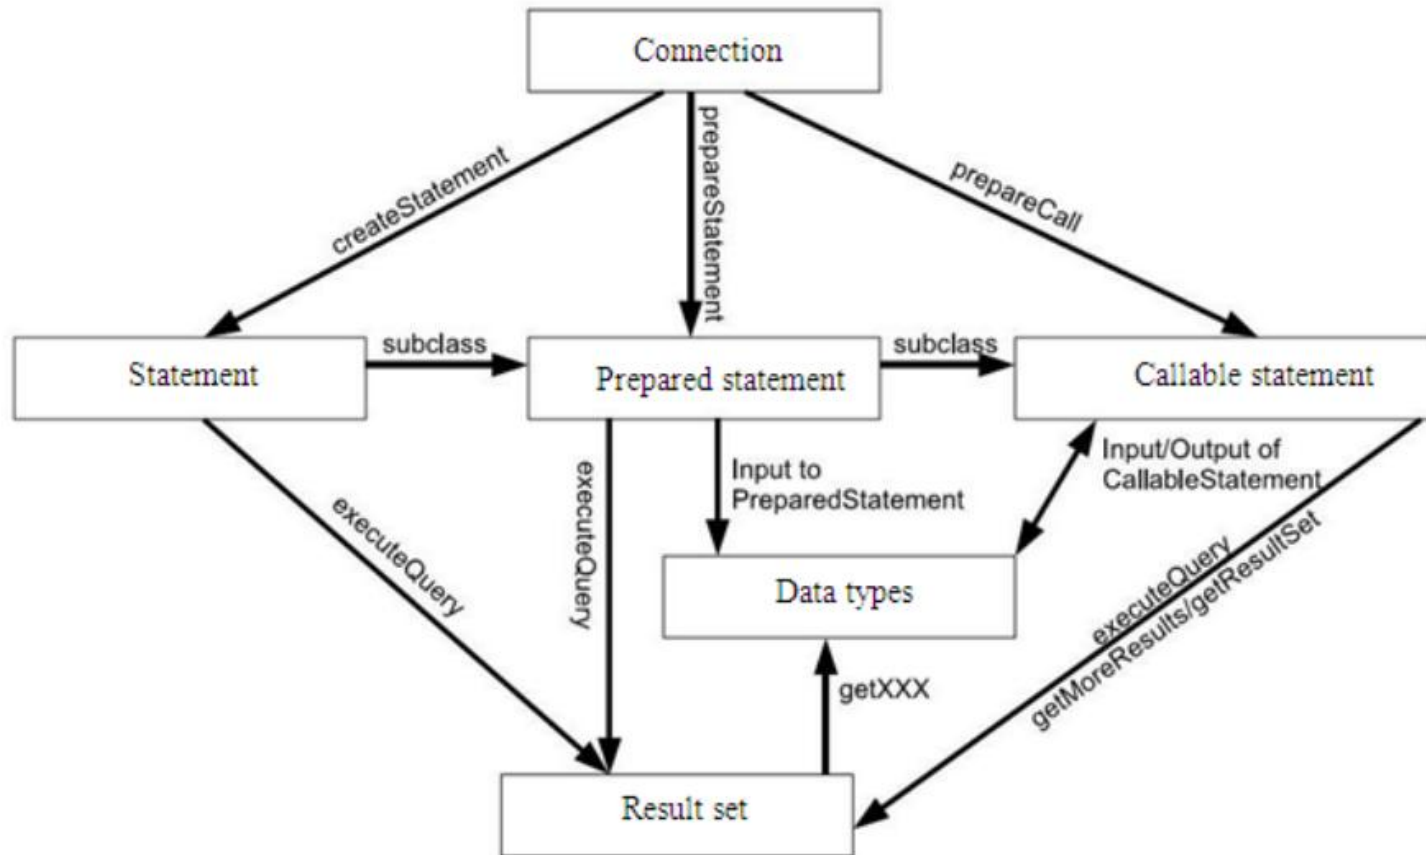 Connection
createStatement
prepareStatement
prepareCall
Statement
subclass
Prepared statement
subclass
Callable statement
executeQuery
executeQuery
Input to
PreparedStatement
Input/Output of
CallableStatement
executeQuery
getMoreResults/getResultSet
Data types
getXXX
Result set